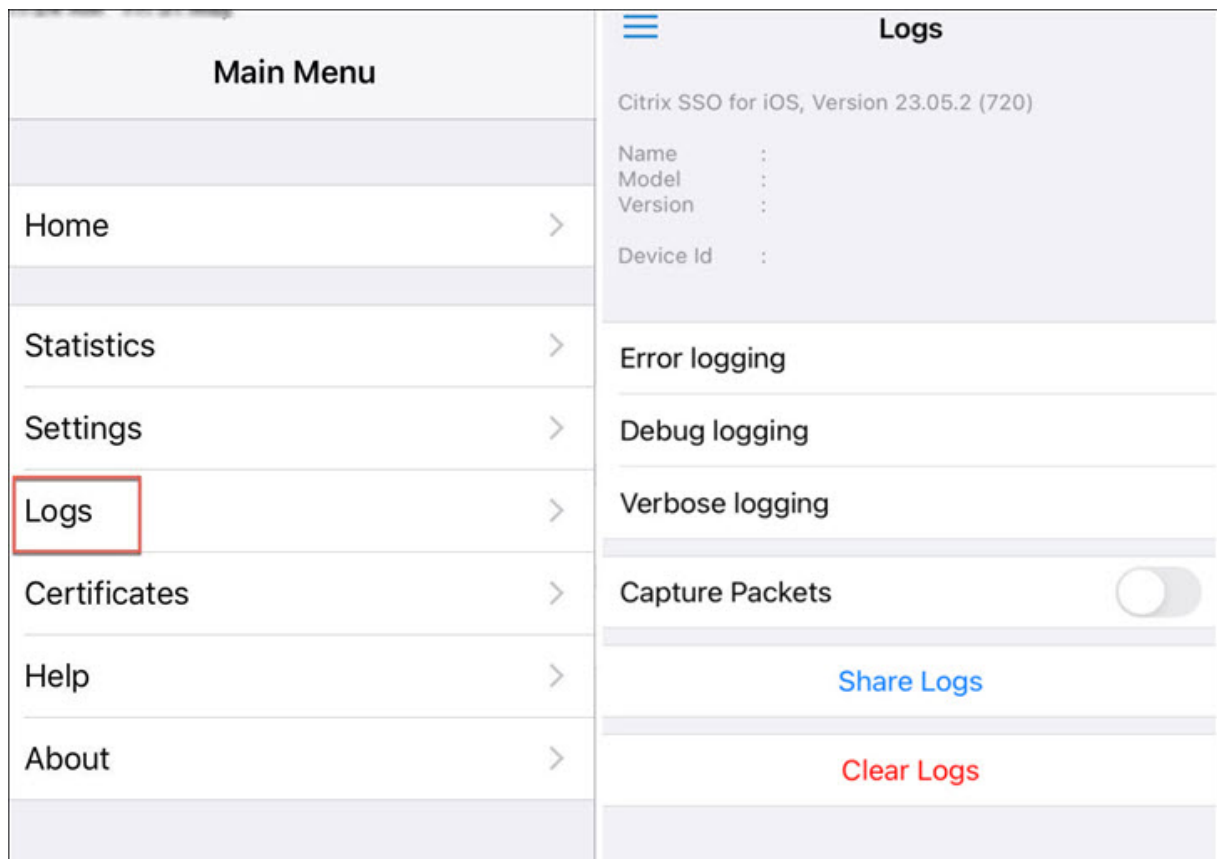 Main Menu
Home
Statistics
Settings
Logs
Certificates
Help
About
Logs
Citrix SSO for iOS, Version 23.05.2 (720)
Name :
Model :
Version :
Device Id :
Error logging
Debug logging
Verbose logging
Capture Packets
Share Logs
Clear Logs